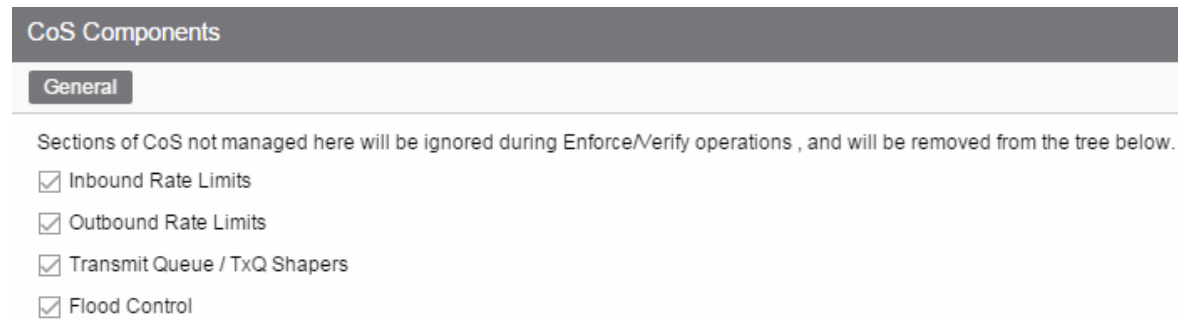 CoS Components
General
Sections of CoS not managed here will be ignored during Enforce/Verify operations , and will be removed from the tree below.
Inbound Rate Limits
Outbound Rate Limits
Transmit Queue / TxQ Shapers
Flood Control